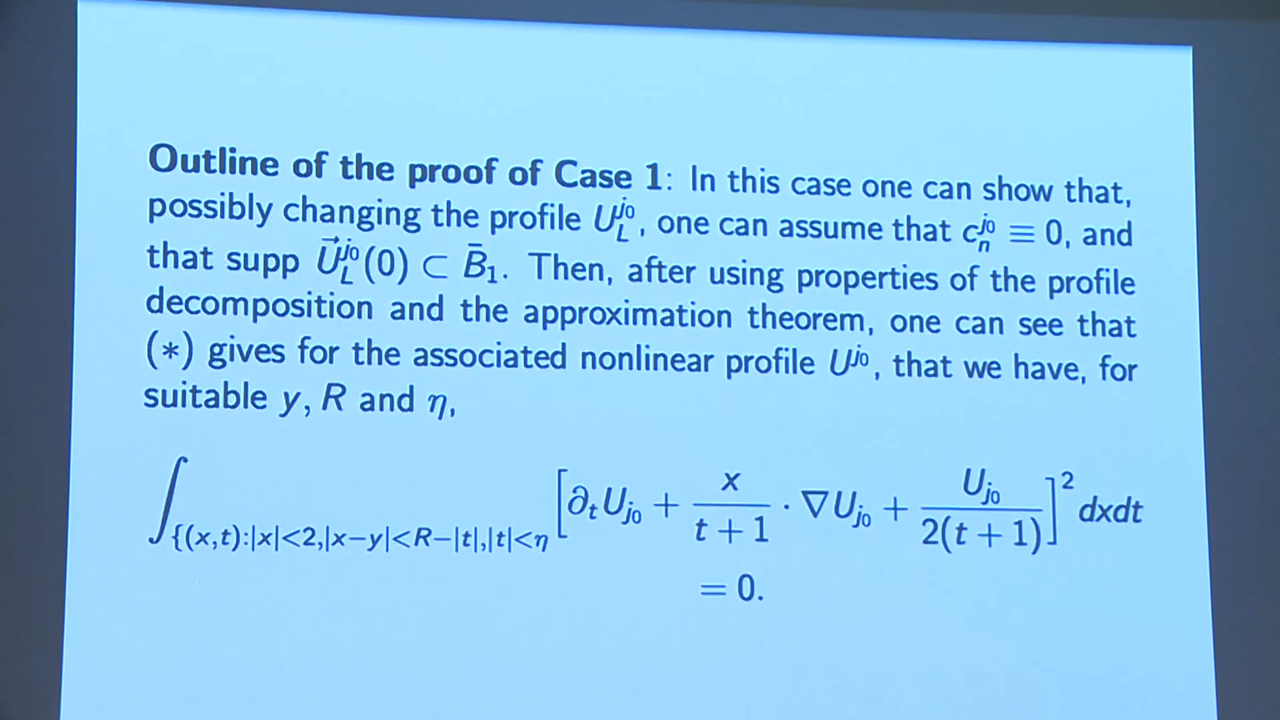 Outline of the proof of Case 1: In this case one can show that,
possibly changing the profile U_L^{j_0}, one can assume that c_n^{j_0} ≡ 0, and
that supp \vec{U}_L^{j_0}(0) ⊂ \bar{B}_1. Then, after using properties of the profile
decomposition and the approximation theorem, one can see that
(∗) gives for the associated nonlinear profile U^{j_0}, that we have, for
suitable y, R and η,
∫_{{(x,t):|x|<2,|x−y|<R−|t|,|t|<η} [∂_t U_{j_0} + \frac{x}{t+1} · ∇U_{j_0} + \frac{U_{j_0}}{2(t+1)}]^2 dxdt
= 0.